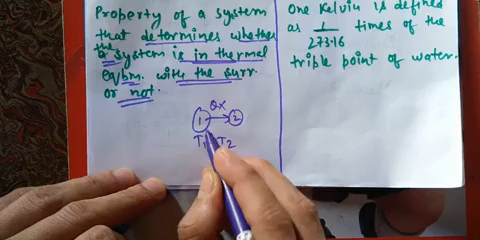 Property of a system
that determines whether
the system is in thermal
eqbm. with the surr.
or not.
QX
1 2
T1 T2
One Kelvin is defined
as 1/273.16 times of the
triple point of water.